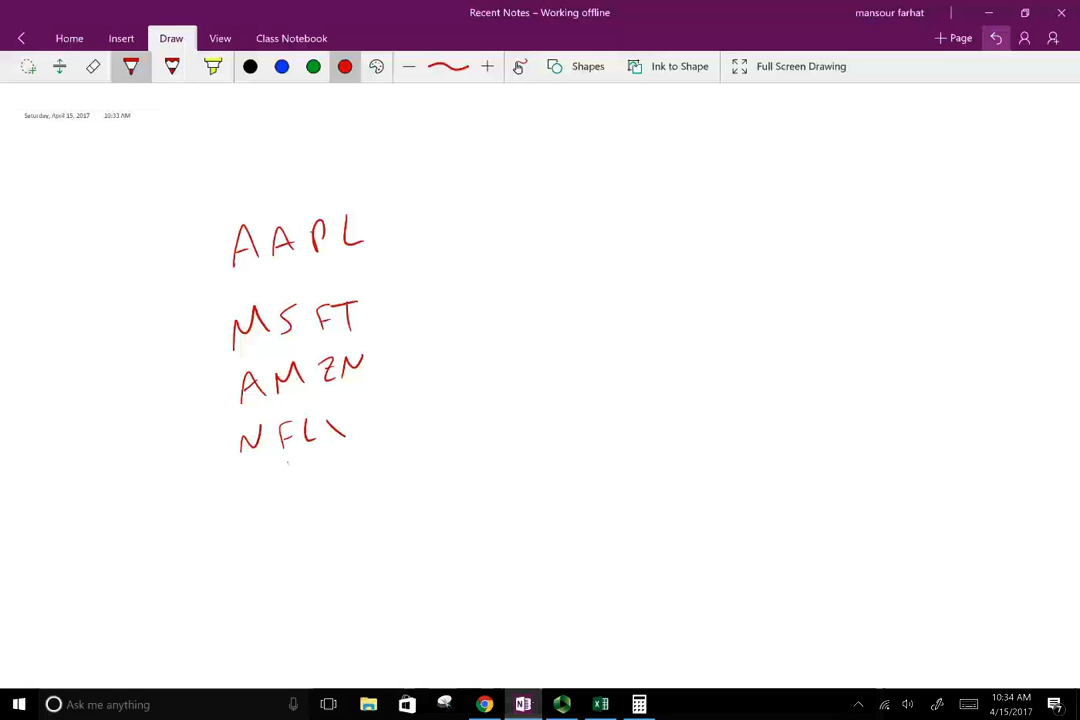 Recent Notes – Working offline
mansour farhat
Home Insert Draw View Class Notebook
Page
Shapes
Ink to Shape
Full Screen Drawing
Saturday, April 15, 2017 10:33 AM
AAPL
MSFT
AMZN
NFL\
Ask me anything
10:34 AM
4/15/2017
7